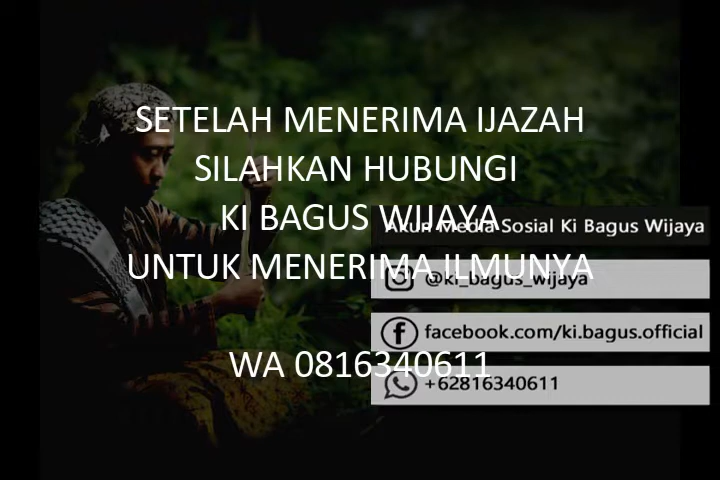 SETELAH MENERIMA IJAZAH
SILAHKAN HUBUNGI
KI BAGUS WIJAYA
UNTUK MENERIMA ILMUNYA
WA 0816340611
Akun Media Sosial Ki Bagus Wijaya
@ki_bagus_wijaya
facebook.com/ki.bagus.official
+62816340611